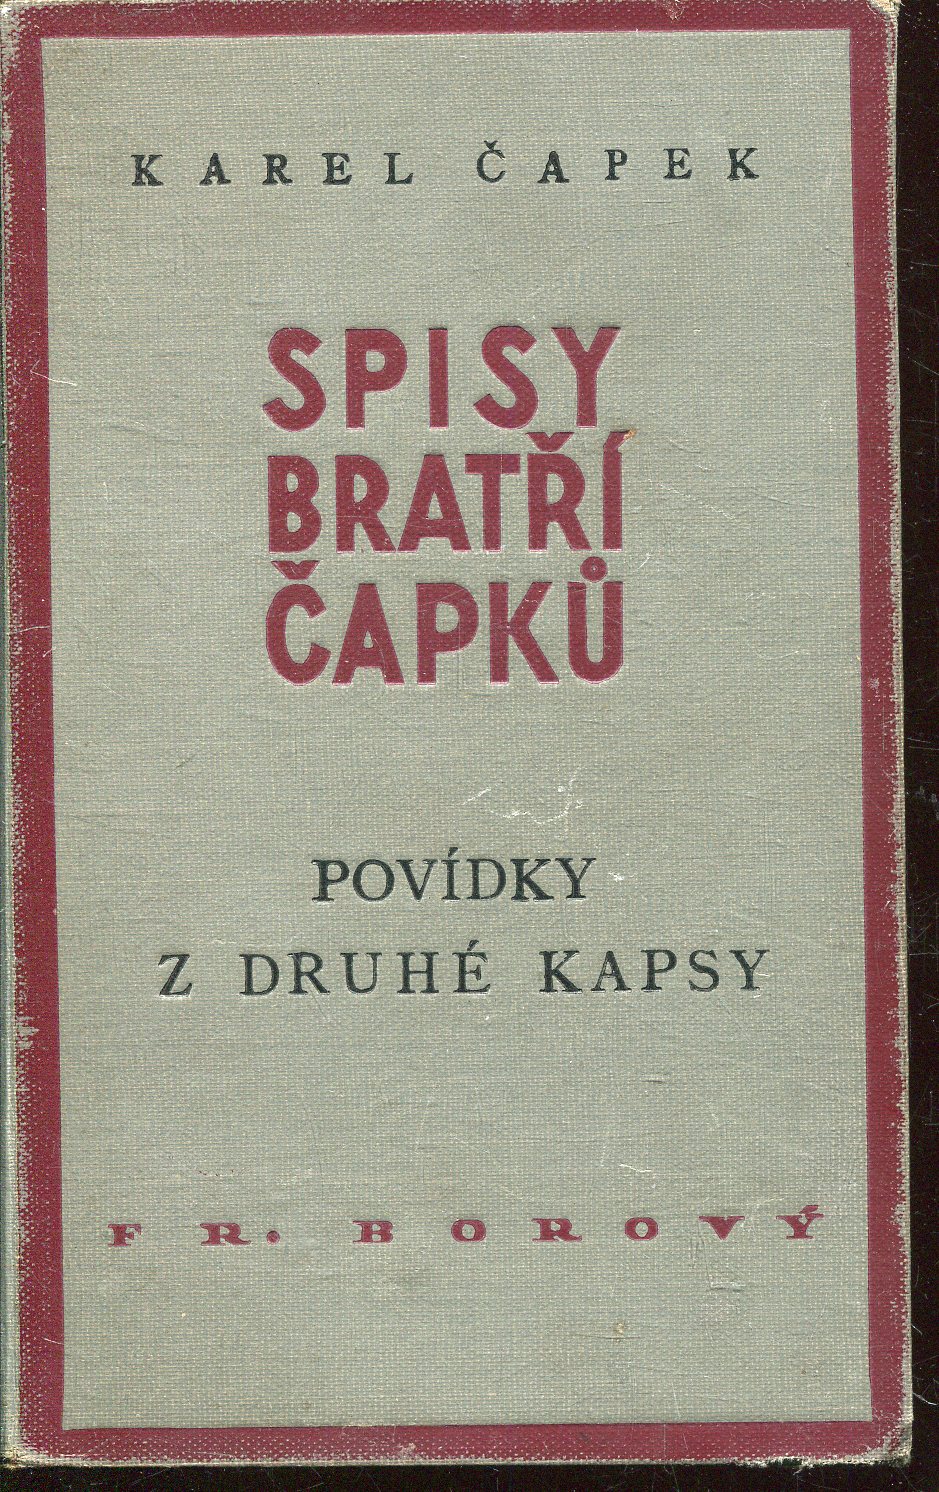 KAREL ČAPEK
SPISY
BRATŘÍ
ČAPKŮ
POVÍDKY
Z DRUHÉ KAPSY
FR. BOROVÝ